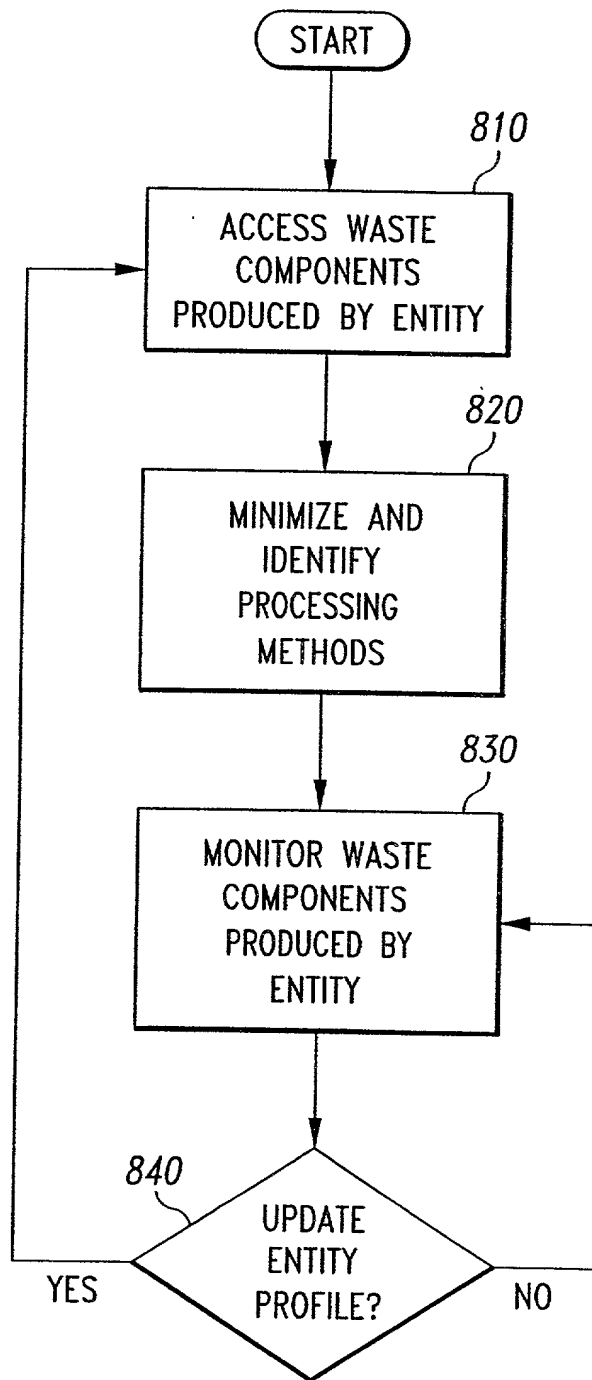 START
810
ACCESS WASTE
COMPONENTS
PRODUCED BY ENTITY
820
MINIMIZE AND
IDENTIFY
PROCESSING
METHODS
830
MONITOR WASTE
COMPONENTS
PRODUCED BY
ENTITY
840
UPDATE
ENTITY
PROFILE?
YES
NO